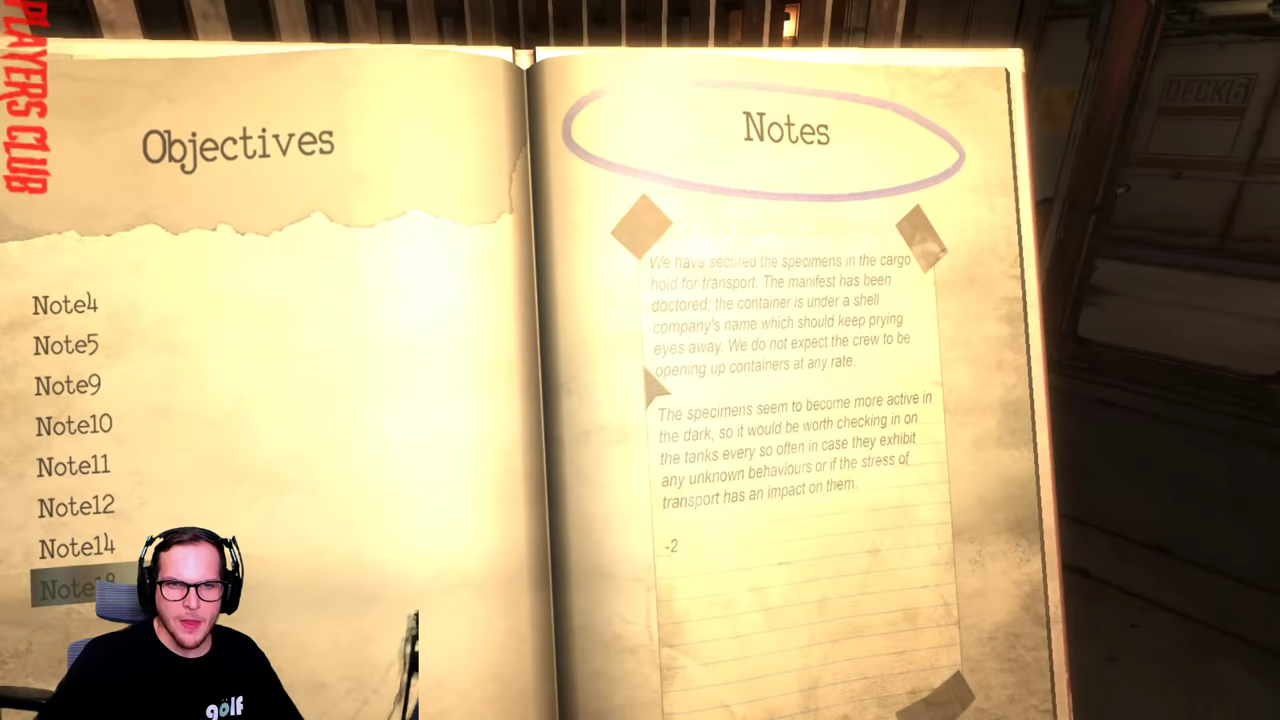 PLAYERS CLUB
PLAYERS CLUB
DECK
Objectives
Notes
Note4
Note5
Note9
Note10
Note11
Note12
Note14
We have secured the specimens in the cargo
hold for transport. The manifest has been
doctored; the container is under a shell
company's name which should keep prying
eyes away. We do not expect the crew to be
opening up containers at any rate.
The specimens seem to become more active in
the dark, so it would be worth checking in on
the tanks every so often in case they exhibit
any unknown behaviours or if the stress of
transport has an impact on them.
-2
golf